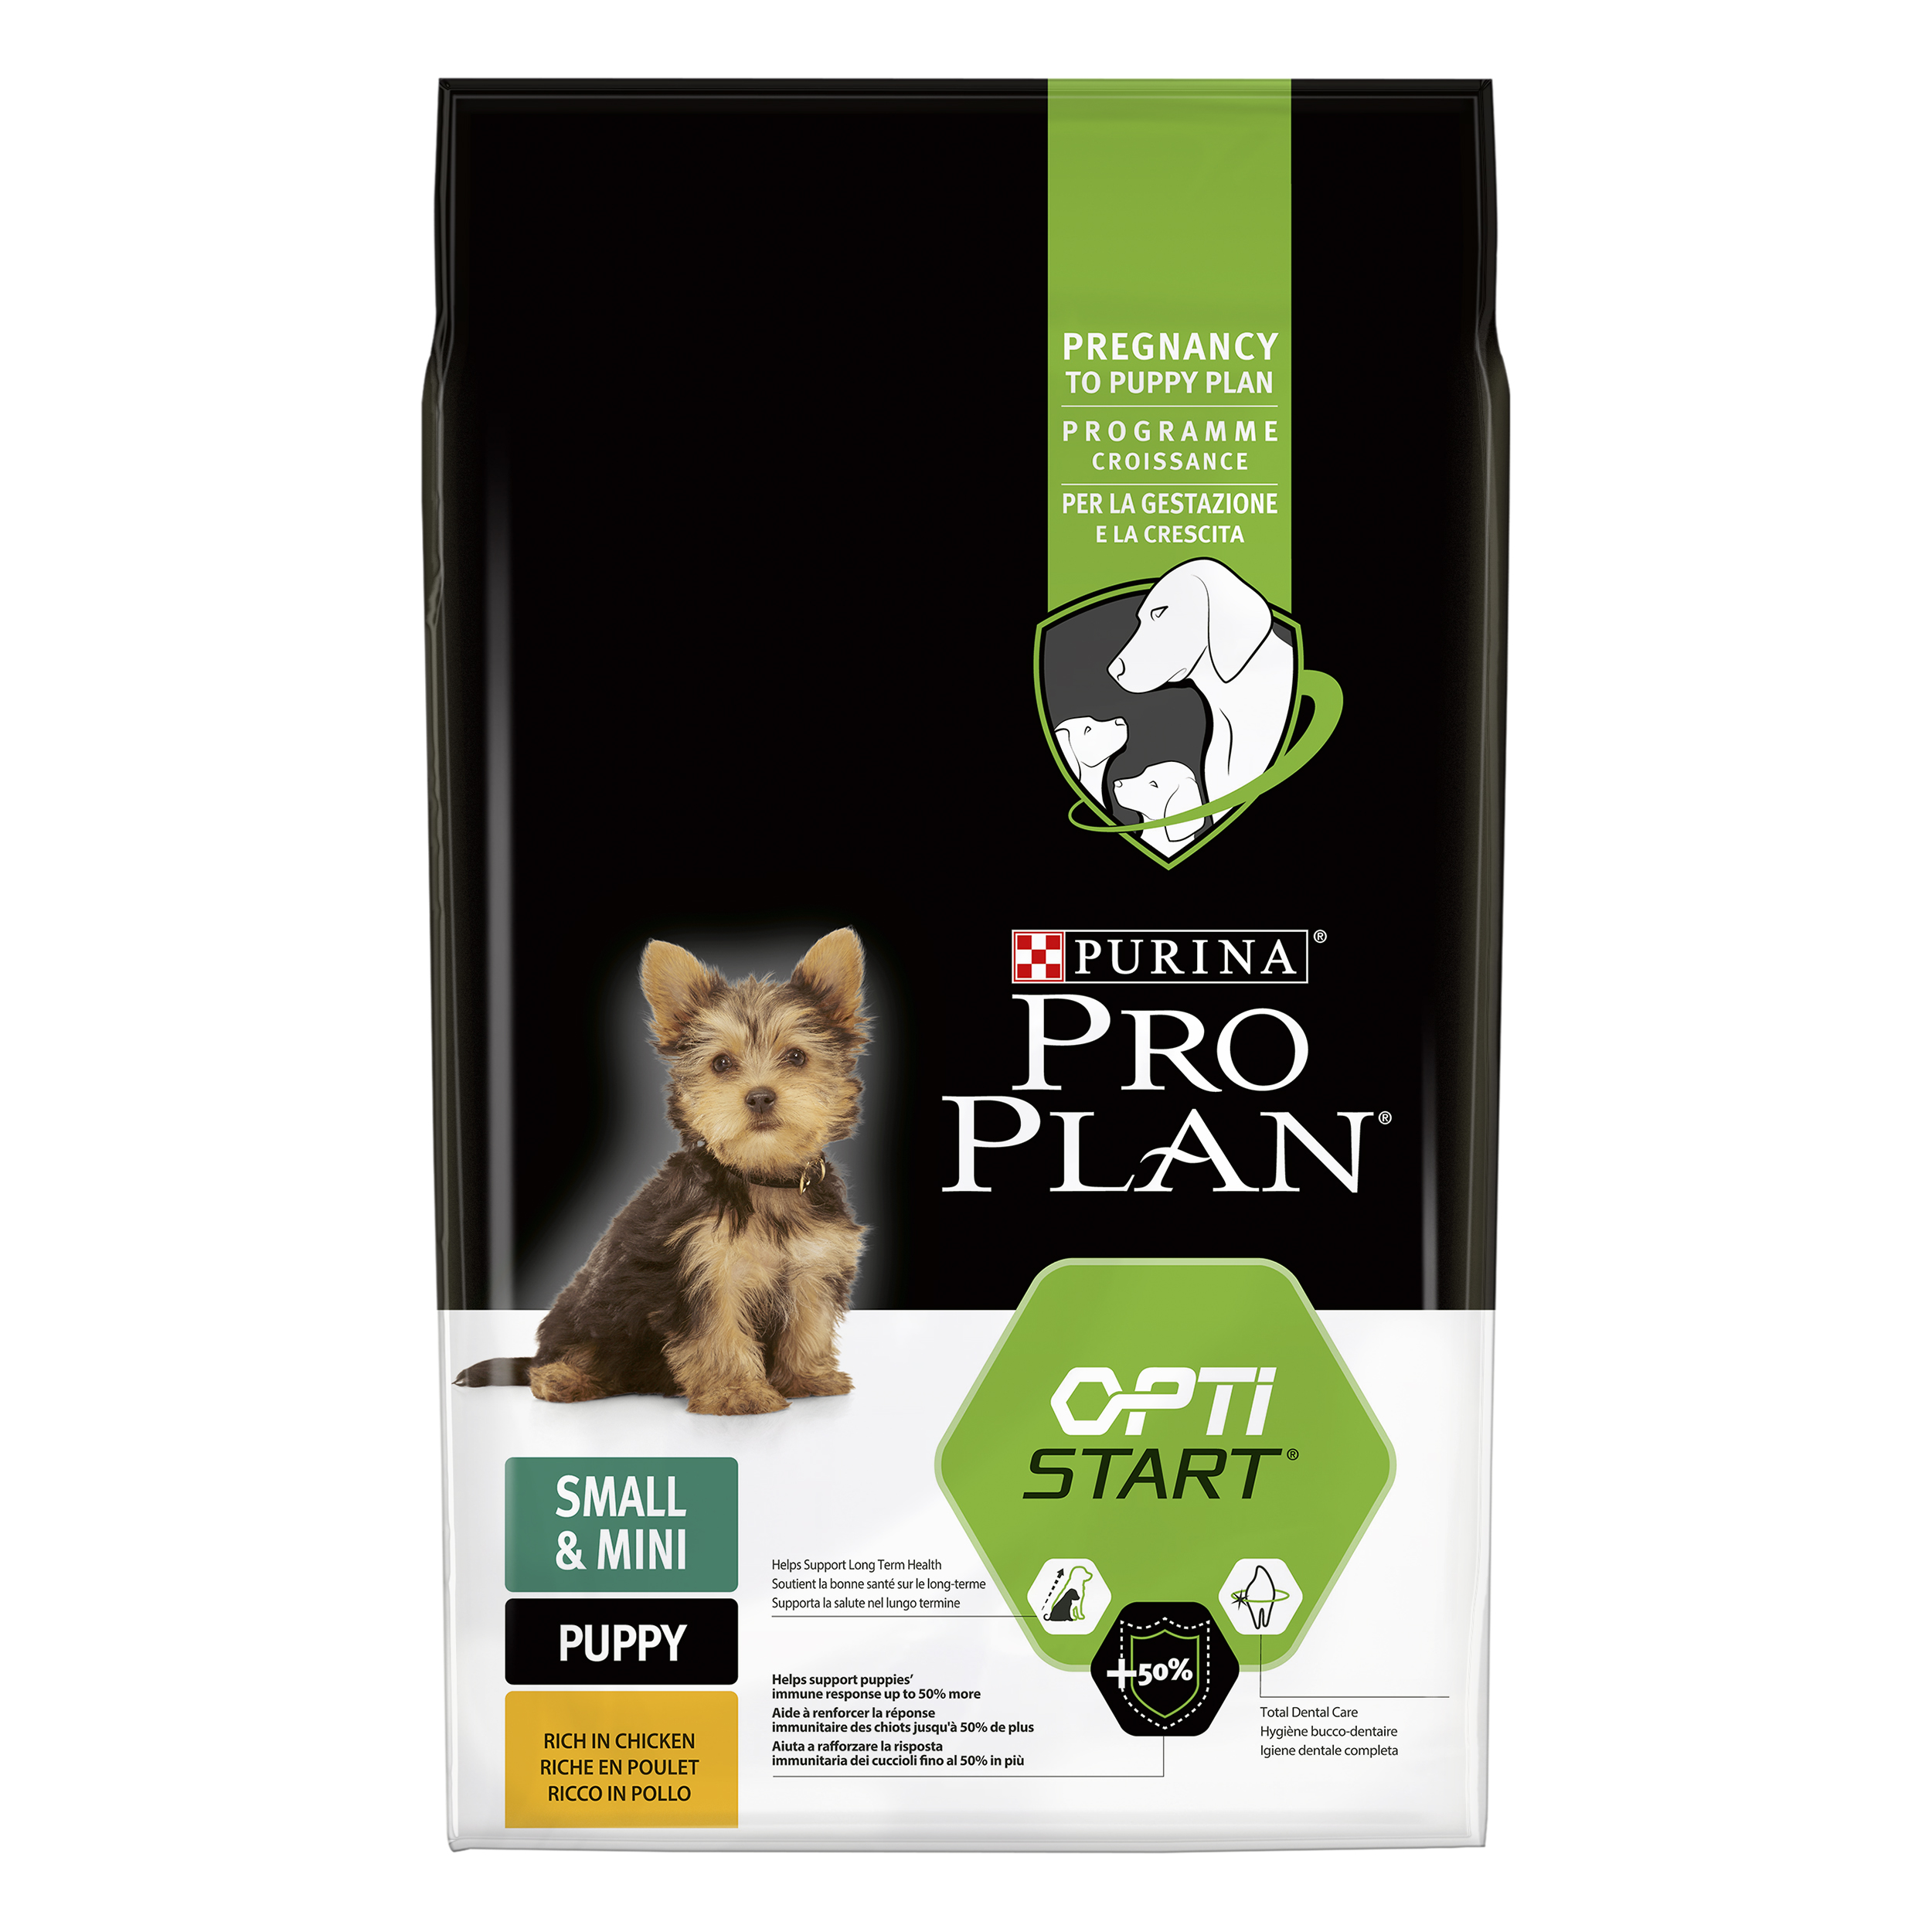 PREGNANCY
TO PUPPY PLAN
PROGRAMME
CROISSANCE
PER LA GESTAZIONE
E LA CRESCITA
PURINA®
PRO
PLAN®
OPTI
START®
SMALL
& MINI
PUPPY
RICH IN CHICKEN
RICHE EN POULET
RICCO IN POLLO
Helps Support Long Term Health
Soutient la bonne santé sur le long-terme
Supporta la salute nel lungo termine
Helps support puppies’
immune response up to 50% more
Aide à renforcer la réponse
immunitaire des chiots jusqu'à 50% de plus
Aiuta a rafforzare la risposta
immunitaria dei cuccioli fino al 50% in più
+50%
Total Dental Care
Hygiène bucco-dentaire
Igiene dentale completa